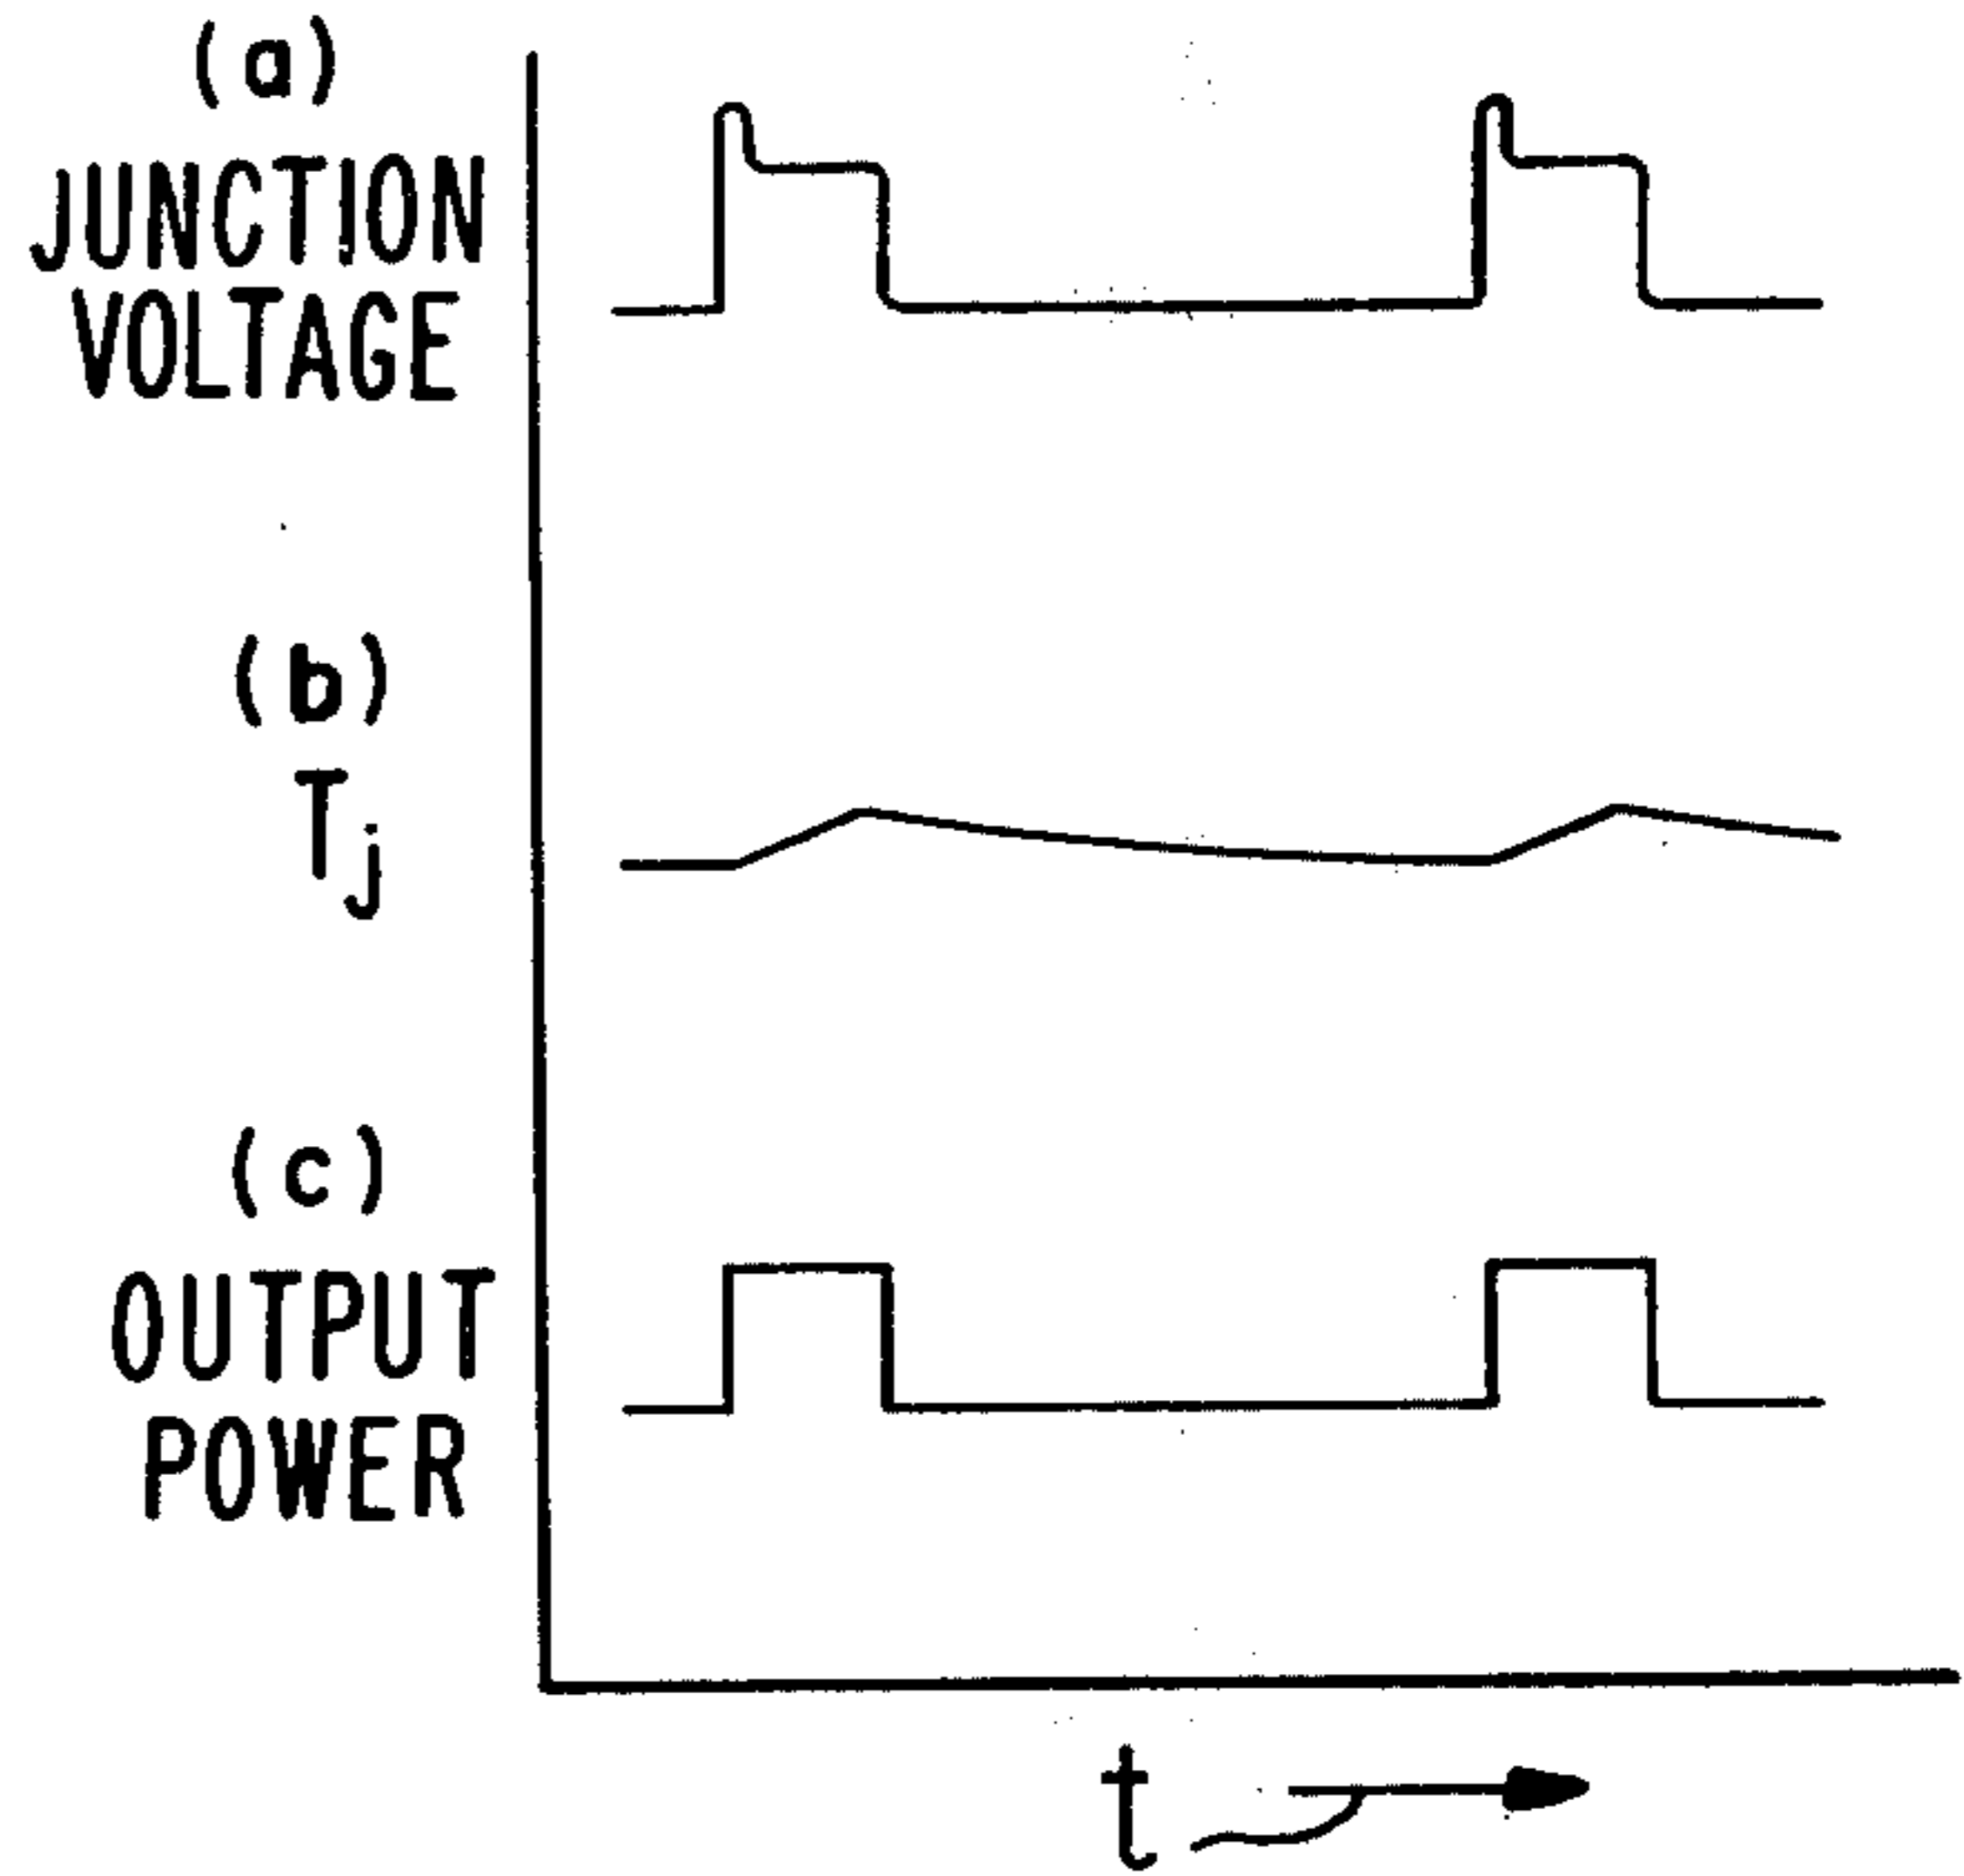 (a)
JUNCTION
VOLTAGE
(b)
Tj
(c)
OUTPUT
POWER
t